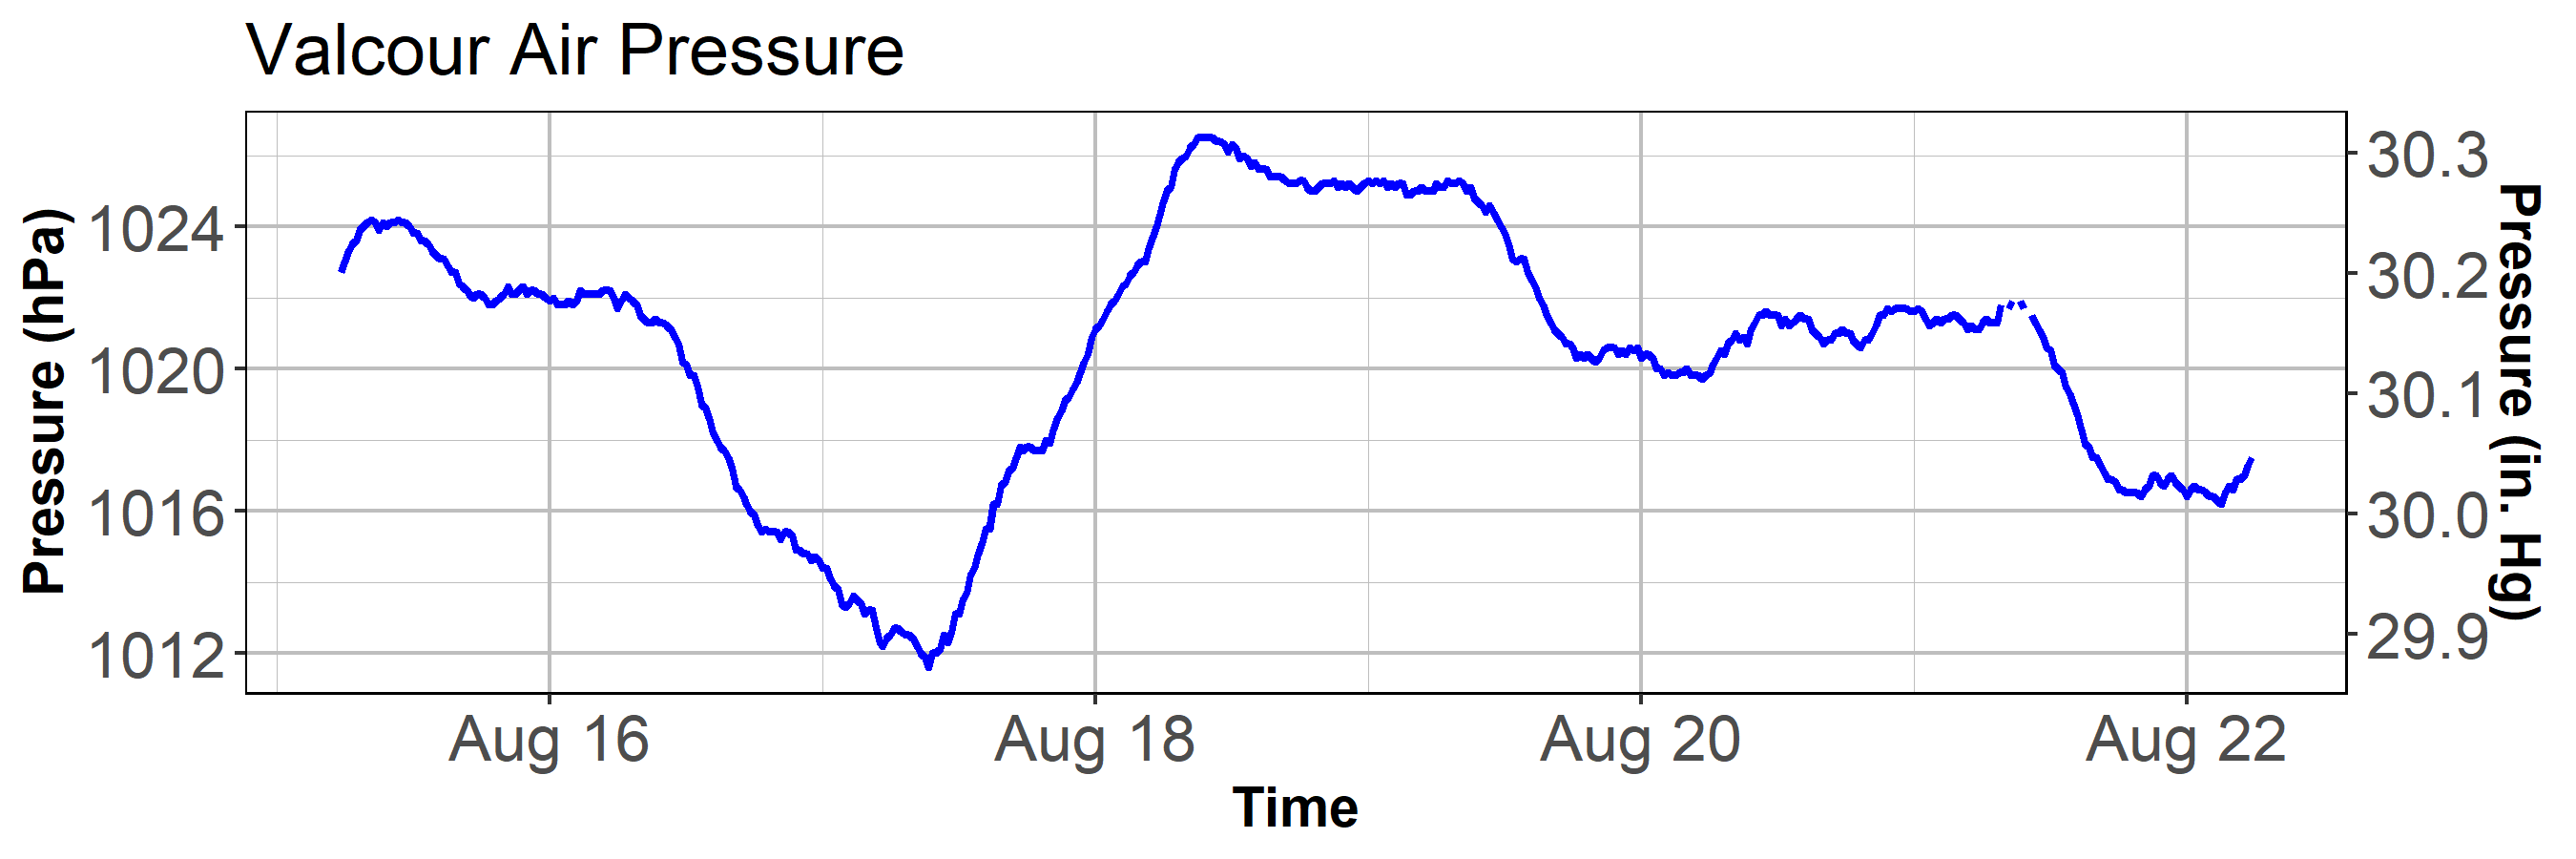 Valcour Air Pressure
Pressure (hPa)
1024
1020
1016
1012
30.3
30.2
30.1
30.0
29.9
Pressure (in. Hg)
Aug 16
Aug 18
Aug 20
Aug 22
Time